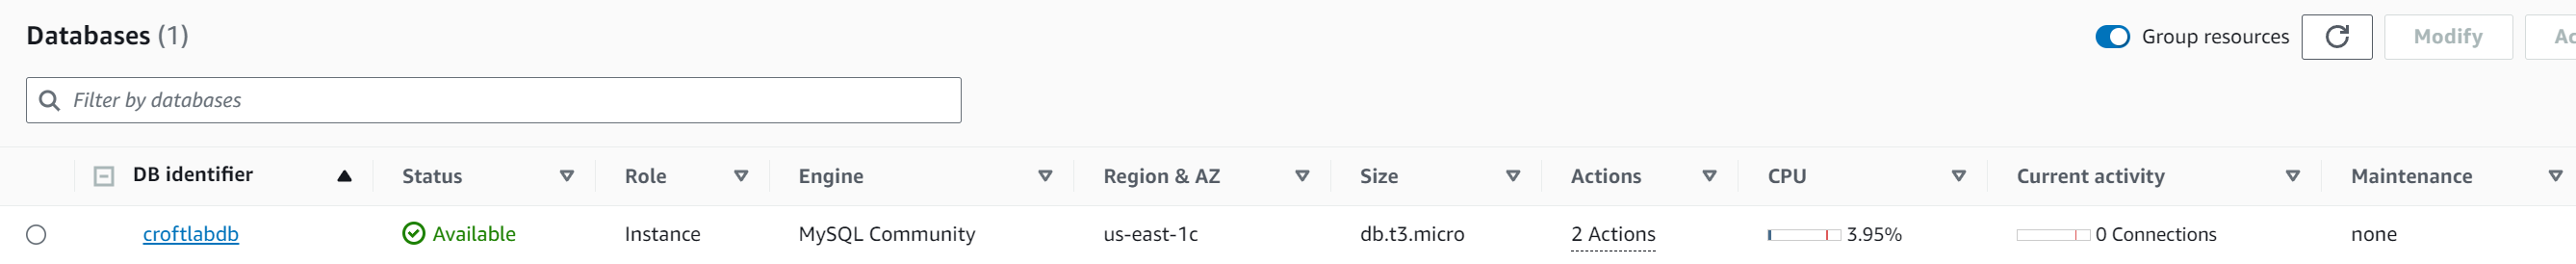 Databases (1)
Group resources
Modify
Ac
Filter by databases
DB identifier Status Role Engine Region & AZ Size Actions CPU Current activity Maintenance
croftlabdb Available Instance MySQL Community us-east-1c db.t3.micro 2 Actions 3.95% 0 Connections none